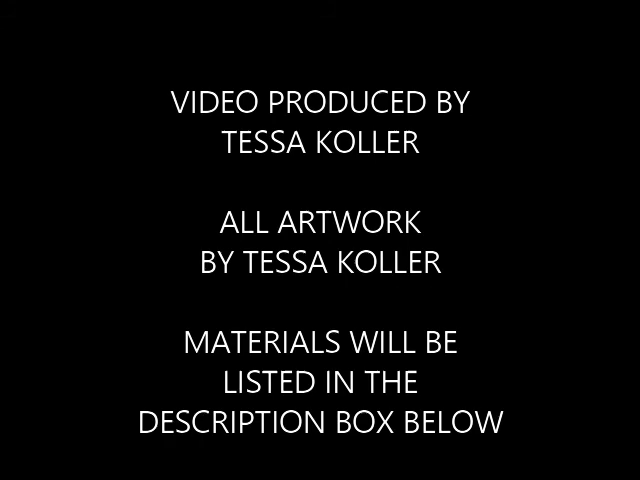 VIDEO PRODUCED BY
TESSA KOLLER
ALL ARTWORK
BY TESSA KOLLER
MATERIALS WILL BE
LISTED IN THE
DESCRIPTION BOX BELOW